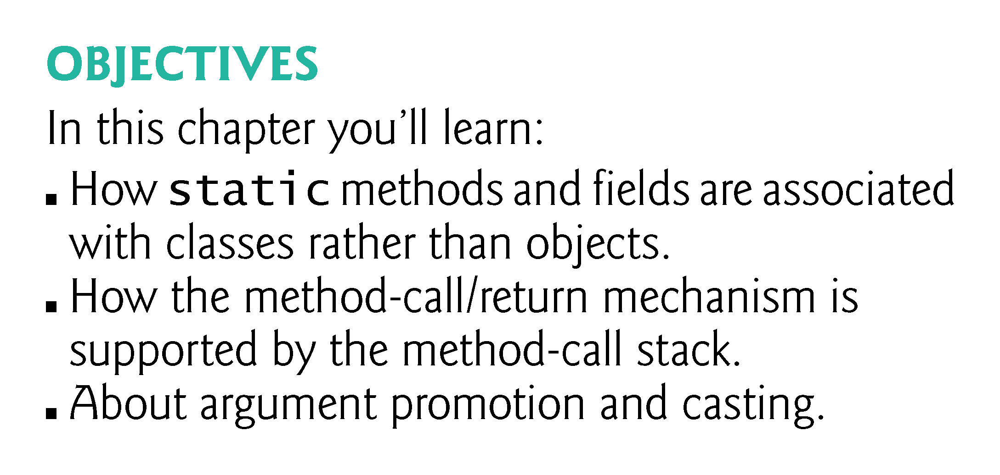 OBJECTIVES
In this chapter you’ll learn:
▪ How static methods and fields are associated
with classes rather than objects.
▪ How the method-call/return mechanism is
supported by the method-call stack.
▪ About argument promotion and casting.